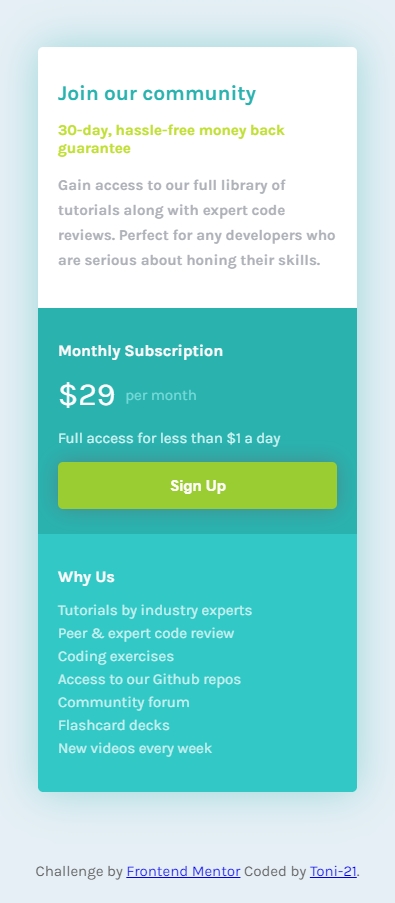 Join our community
30-day, hassle-free money back
guarantee
Gain access to our full library of
tutorials along with expert code
reviews. Perfect for any developers who
are serious about honing their skills.
Monthly Subscription
$29 per month
Full access for less than $1 a day
Sign Up
Why Us
Tutorials by industry experts
Peer & expert code review
Coding exercises
Access to our Github repos
Communtity forum
Flashcard decks
New videos every week
Challenge by Frontend Mentor Coded by Toni-21.